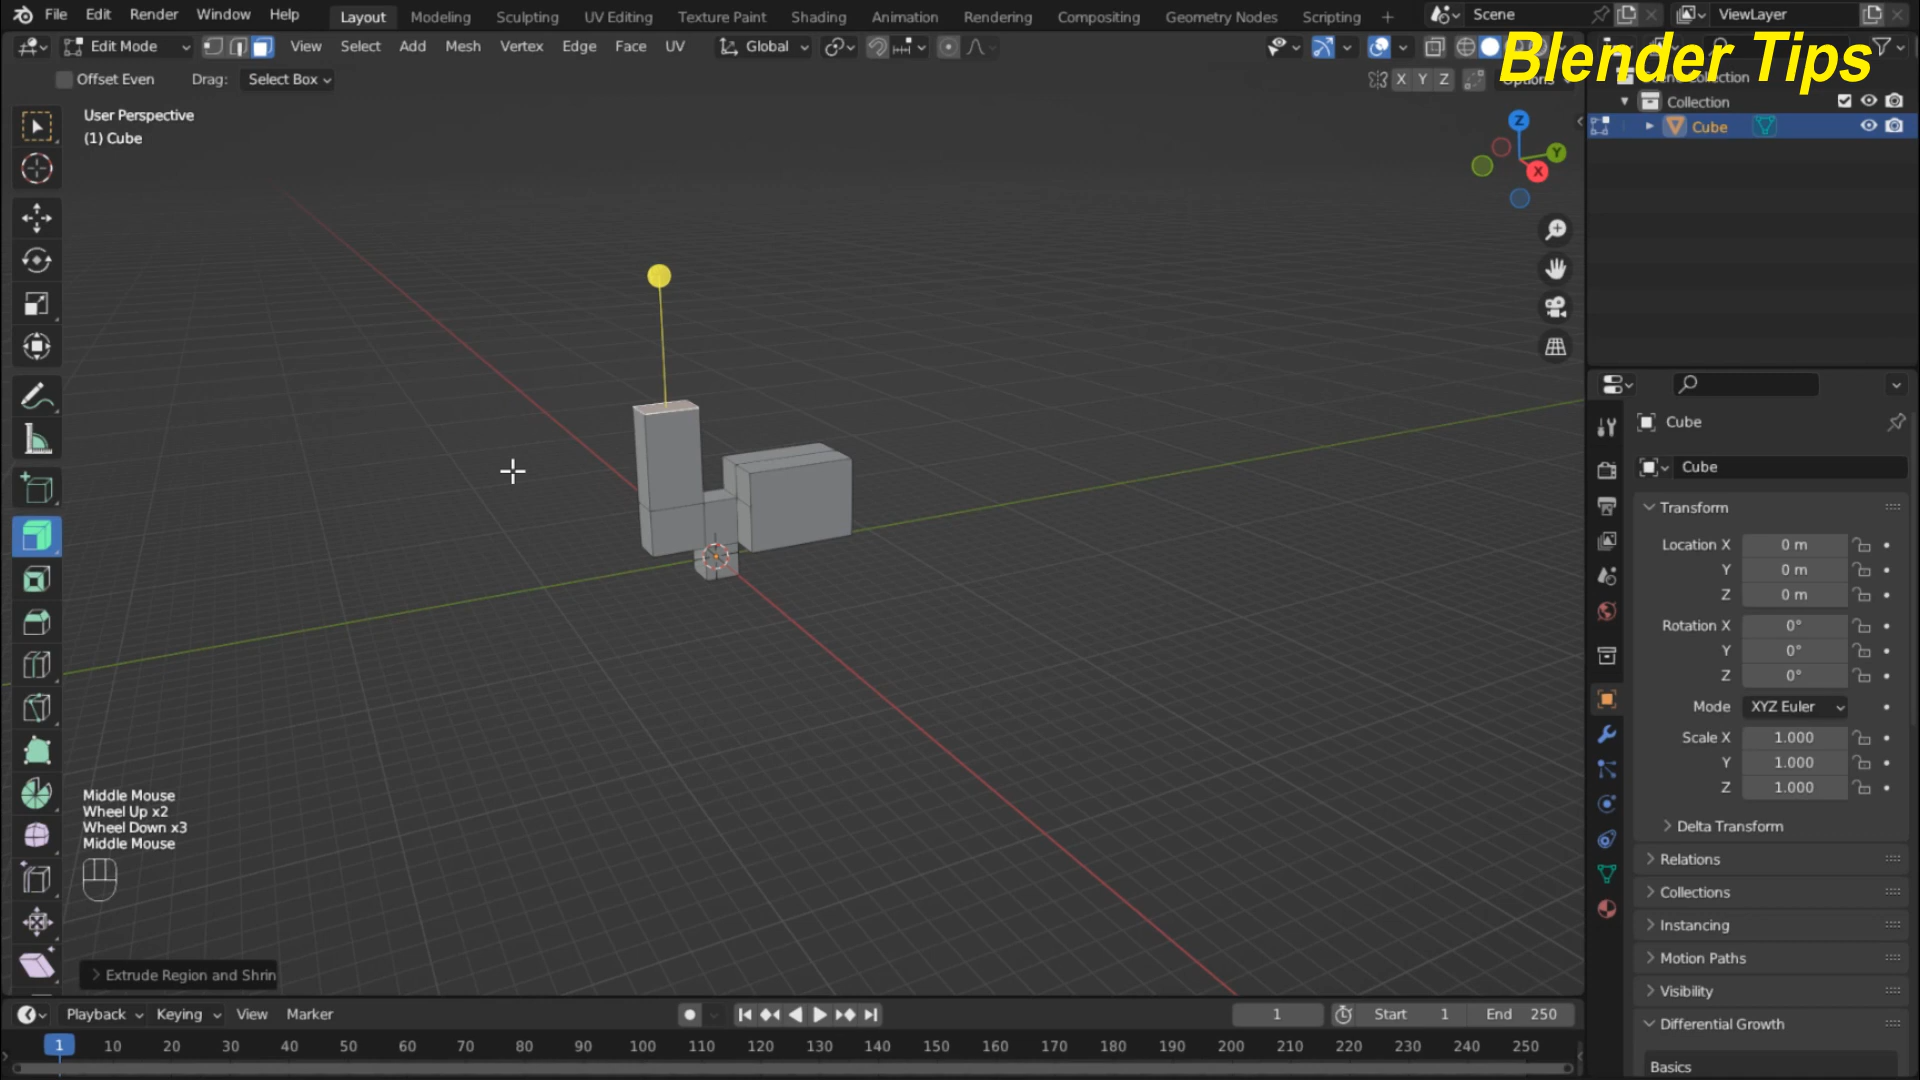 File Edit Render Window Help Layout Modeling Sculpting UV Editing Texture Paint Shading Animation Rendering Compositing Geometry Nodes Scripting + Scene ViewLayer
Edit Mode View Select Add Mesh Vertex Edge Face UV Global
Blender Tips
Offset Even Drag: Select Box X Y Z Options
Collection
Cube
User Perspective
(1) Cube
Z
Y
X
Cube
Cube
Transform
Location X 0 m
Y 0 m
Z 0 m
Rotation X 0°
Y 0°
Z 0°
Mode XYZ Euler
Scale X 1.000
Y 1.000
Z 1.000
Delta Transform
Relations
Collections
Instancing
Motion Paths
Visibility
Differential Growth
Basics
Middle Mouse
Wheel Up x2
Wheel Down x3
Middle Mouse
Extrude Region and Shrin
Playback Keying View Marker 1 Start 1 End 250
1 10 20 30 40 50 60 70 80 90 100 110 120 130 140 150 160 170 180 190 200 210 220 230 240 250